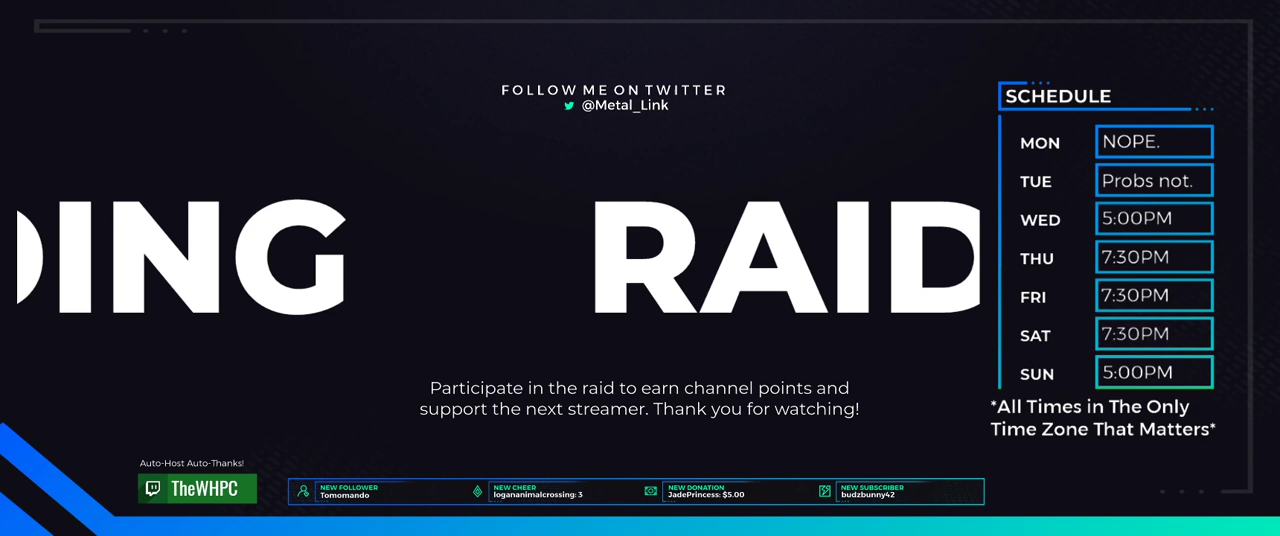 FOLLOW ME ON TWITTER
@Metal_Link
DING RAID
Participate in the raid to earn channel points and
support the next streamer. Thank you for watching!
SCHEDULE
MON NOPE.
TUE Probs not.
WED 5:00PM
THU 7:30PM
FRI 7:30PM
SAT 7:30PM
SUN 5:00PM
*All Times in The Only
Time Zone That Matters*
Auto-Host Auto-Thanks!
TheWHPC
NEW FOLLOWER
Tomomando
NEW CHEER
logananimalcrossing: 3
NEW DONATION
JadePrincess: $5.00
NEW SUBSCRIBER
budzbunny42